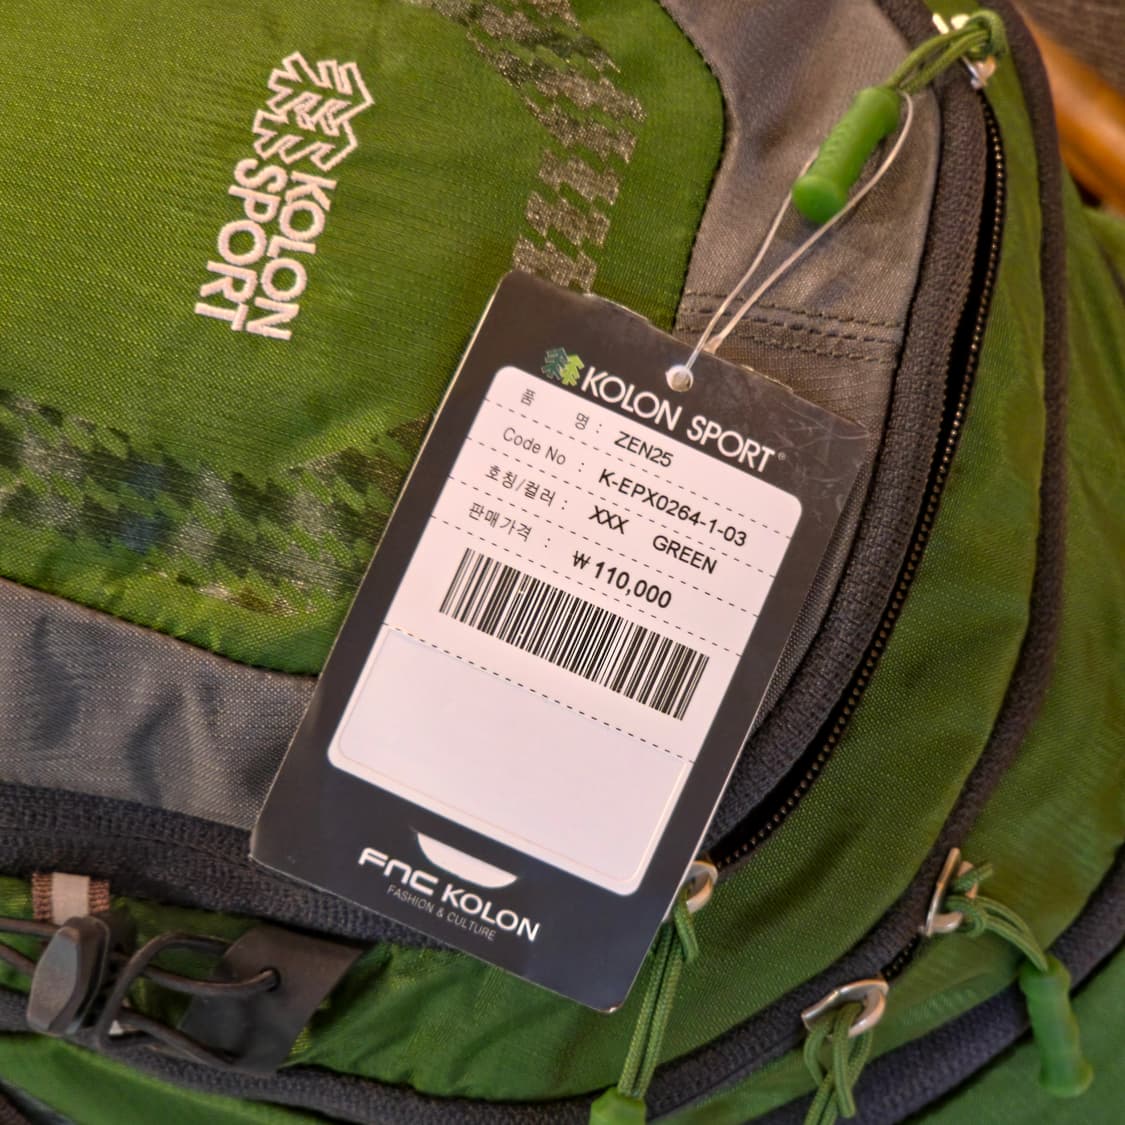 KOLON
SPORT
KOLON SPORT®
품 명 : ZEN25
Code No : K-EPX0264-1-03
호칭/컬러 : XXX GREEN
판매가격 : ₩110,000
FNC KOLON
FASHION & CULTURE